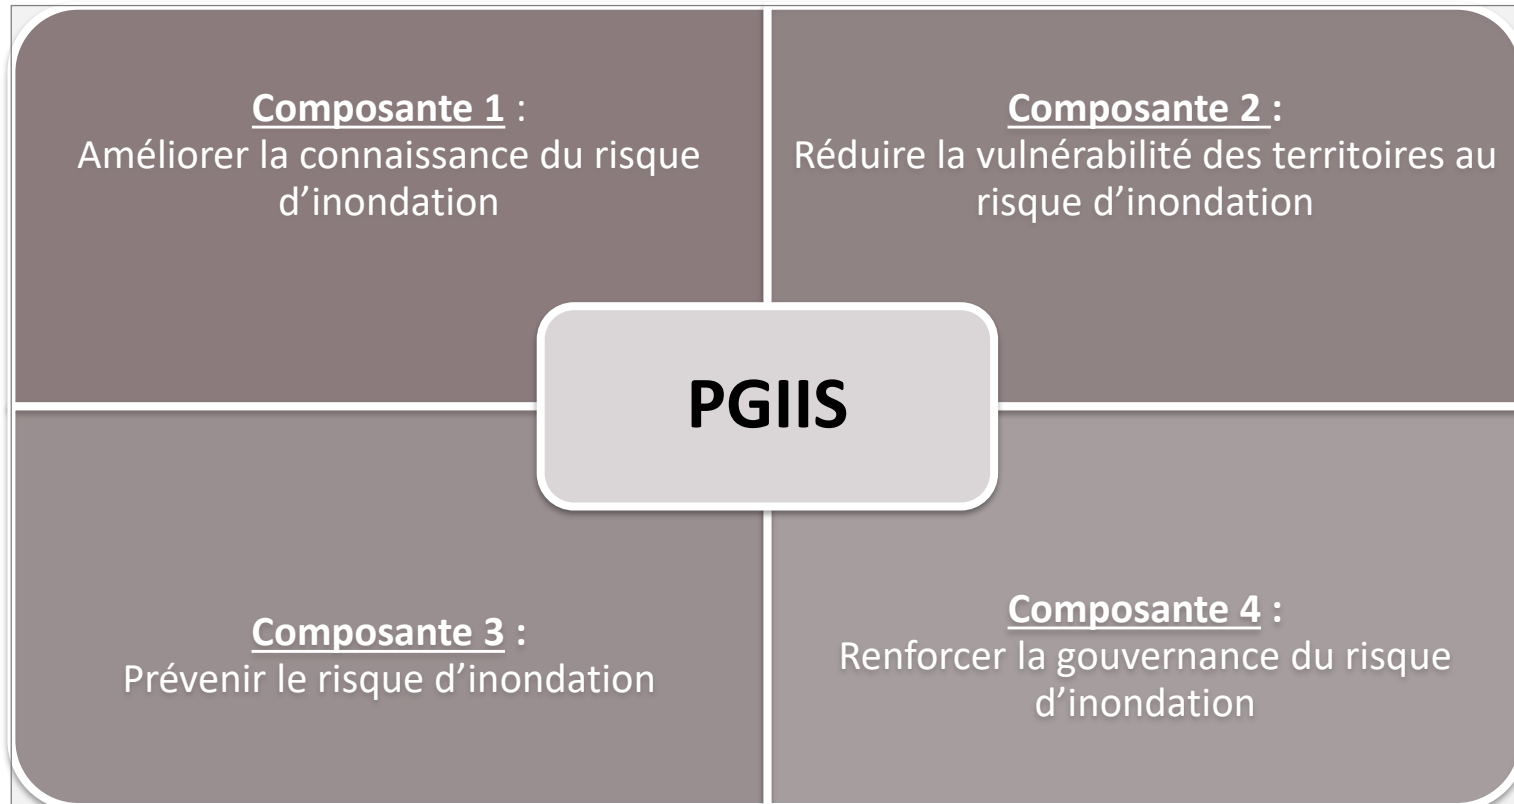 Composante 1 :
Améliorer la connaissance du risque
d’inondation
Composante 2 :
Réduire la vulnérabilité des territoires au
risque d’inondation
PGIIS
Composante 3 :
Prévenir le risque d’inondation
Composante 4 :
Renforcer la gouvernance du risque
d’inondation